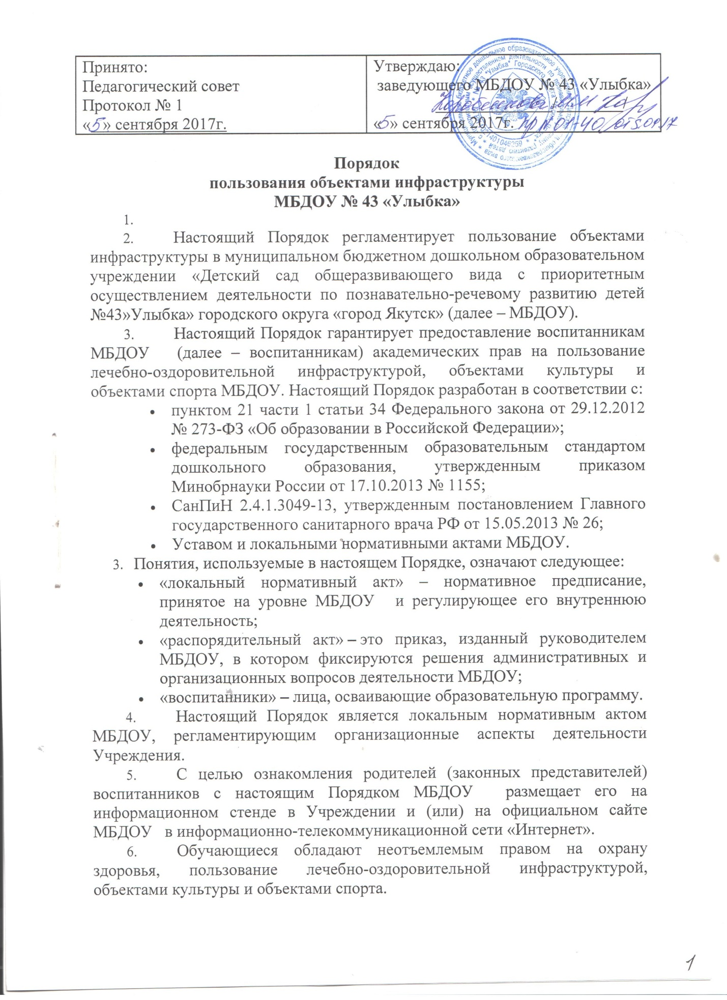 Принято:
Педагогический совет
Протокол № 1
«5» сентября 2017г.
Утверждаю:
заведующего МБДОУ № 43 «Улыбка»
«5» сентября 2017г. пр № 01-40/ от 5.09.17
Порядок
пользования объектами инфраструктуры
МБДОУ № 43 «Улыбка»
1.
2. Настоящий Порядок регламентирует пользование объектами
инфраструктуры в муниципальном бюджетном дошкольном образовательном
учреждении «Детский сад общеразвивающего вида с приоритетным
осуществлением деятельности по познавательно-речевому развитию детей
№43»Улыбка» городского округа «город Якутск» (далее – МБДОУ).
3. Настоящий Порядок гарантирует предоставление воспитанникам
МБДОУ (далее – воспитанникам) академических прав на пользование
лечебно-оздоровительной инфраструктурой, объектами культуры и
объектами спорта МБДОУ. Настоящий Порядок разработан в соответствии с:
• пунктом 21 части 1 статьи 34 Федерального закона от 29.12.2012
№ 273-ФЗ «Об образовании в Российской Федерации»;
• федеральным государственным образовательным стандартом
дошкольного образования, утвержденным приказом
Минобрнауки России от 17.10.2013 № 1155;
• СанПиН 2.4.1.3049-13, утвержденным постановлением Главного
государственного санитарного врача РФ от 15.05.2013 № 26;
• Уставом и локальными нормативными актами МБДОУ.
3. Понятия, используемые в настоящем Порядке, означают следующее:
• «локальный нормативный акт» – нормативное предписание,
принятое на уровне МБДОУ и регулирующее его внутреннюю
деятельность;
• «распорядительный акт» – это приказ, изданный руководителем
МБДОУ, в котором фиксируются решения административных и
организационных вопросов деятельности МБДОУ;
• «воспитанники» – лица, осваивающие образовательную программу.
4. Настоящий Порядок является локальным нормативным актом
МБДОУ, регламентирующим организационные аспекты деятельности
Учреждения.
5. С целью ознакомления родителей (законных представителей)
воспитанников с настоящим Порядком МБДОУ размещает его на
информационном стенде в Учреждении и (или) на официальном сайте
МБДОУ в информационно-телекоммуникационной сети «Интернет».
6. Обучающиеся обладают неотъемлемым правом на охрану
здоровья, пользование лечебно-оздоровительной инфраструктурой,
объектами культуры и объектами спорта.
1